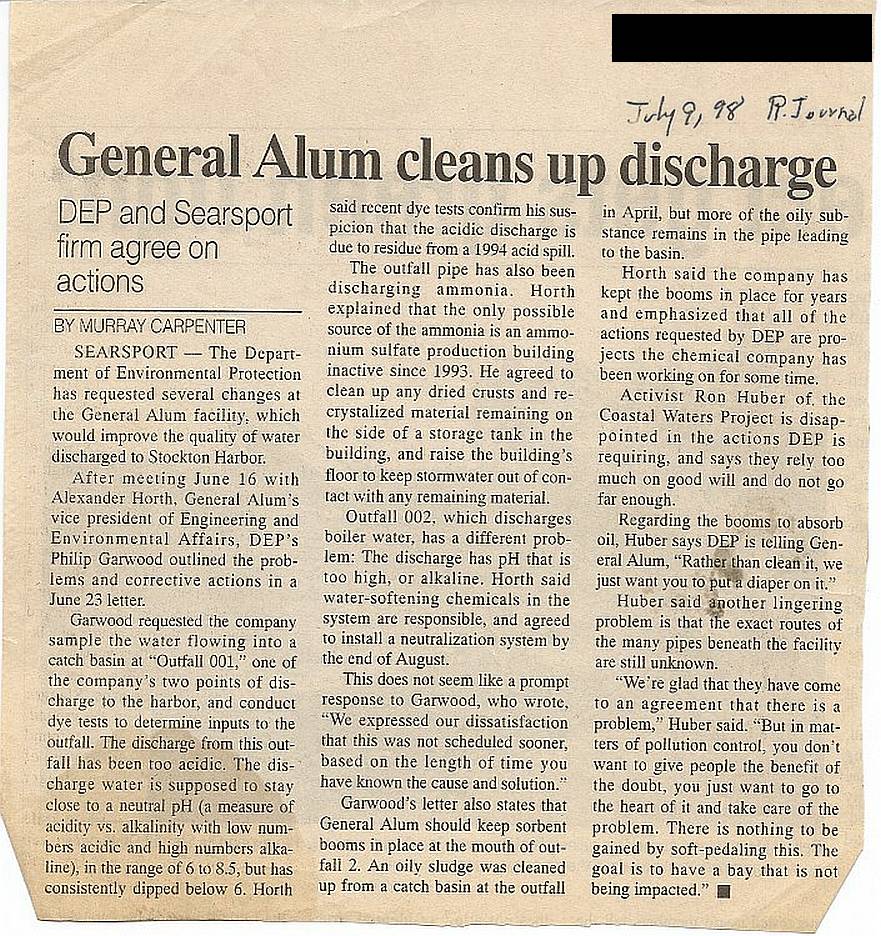 July 9, 98 R. Journal
General Alum cleans up discharge
DEP and Searsport
firm agree on
actions
BY MURRAY CARPENTER
SEARSPORT — The Depart-
ment of Environmental Protection
has requested several changes at
the General Alum facility, which
would improve the quality of water
discharged to Stockton Harbor.
After meeting June 16 with
Alexander Horth, General Alum's
vice president of Engineering and
Environmental Affairs, DEP's
Philip Garwood outlined the prob-
lems and corrective actions in a
June 23 letter.
Garwood requested the company
sample the water flowing into a
catch basin at “Outfall 001,” one of
the company's two points of dis-
charge to the harbor, and conduct
dye tests to determine inputs to the
outfall. The discharge from this out-
fall has been too acidic. The dis-
charge water is supposed to stay
close to a neutral pH (a measure of
acidity vs. alkalinity with low num-
bers acidic and high numbers alka-
line), in the range of 6 to 8.5, but has
consistently dipped below 6. Horth
said recent dye tests confirm his sus-
picion that the acidic discharge is
due to residue from a 1994 acid spill.
The outfall pipe has also been
discharging ammonia. Horth
explained that the only possible
source of the ammonia is an ammo-
nium sulfate production building
inactive since 1993. He agreed to
clean up any dried crusts and re-
crystalized material remaining on
the side of a storage tank in the
building, and raise the building's
floor to keep stormwater out of con-
tact with any remaining material.
Outfall 002, which discharges
boiler water, has a different prob-
lem: The discharge has pH that is
too high, or alkaline. Horth said
water-softening chemicals in the
system are responsible, and agreed
to install a neutralization system by
the end of August.
This does not seem like a prompt
response to Garwood, who wrote,
“We expressed our dissatisfaction
that this was not scheduled sooner,
based on the length of time you
have known the cause and solution.”
Garwood's letter also states that
General Alum should keep sorbent
booms in place at the mouth of out-
fall 2. An oily sludge was cleaned
up from a catch basin at the outfall
in April, but more of the oily sub-
stance remains in the pipe leading
to the basin.
Horth said the company has
kept the booms in place for years
and emphasized that all of the
actions requested by DEP are pro-
jects the chemical company has
been working on for some time.
Activist Ron Huber of the
Coastal Waters Project is disap-
pointed in the actions DEP is
requiring, and says they rely too
much on good will and do not go
far enough.
Regarding the booms to absorb
oil, Huber says DEP is telling Gen-
eral Alum, “Rather than clean it, we
just want you to put a diaper on it.”
Huber said another lingering
problem is that the exact routes of
the many pipes beneath the facility
are still unknown.
“We're glad that they have come
to an agreement that there is a
problem,” Huber said. “But in mat-
ters of pollution control, you don't
want to give people the benefit of
the doubt, you just want to go to
the heart of it and take care of the
problem. There is nothing to be
gained by soft-pedaling this. The
goal is to have a bay that is not
being impacted.” ■